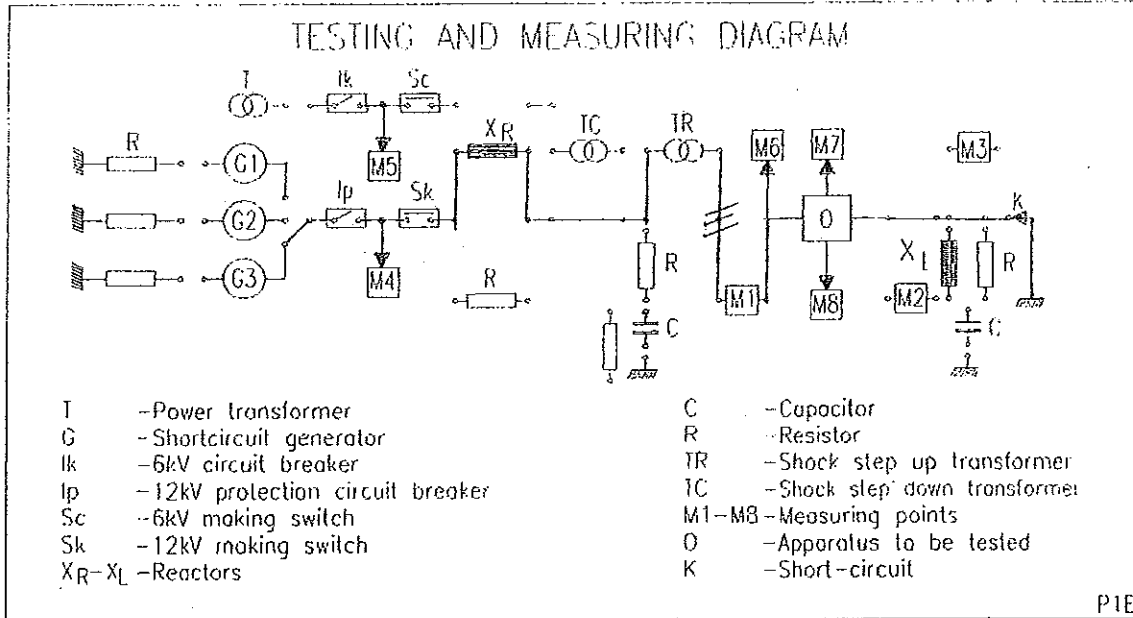 TESTING AND MEASURING DIAGRAM
T Ik Sc
R G1 M5 XR TC TR M6 M7 M3
G2 Ip Sk O K
G3 M4 R R M1 M8 XL R M2
C C
T -Power transformer
G -Shortcircuit generator
Ik -6kV circuit breaker
Ip -12kV protection circuit breaker
Sc -6kV making switch
Sk -12kV making switch
XR-XL -Reactors
C -Capacitor
R -Resistor
TR -Shock step up transformer
TC -Shock step down transformer
M1-M8 -Measuring points
O -Apparatus to be tested
K -Short-circuit
P1E